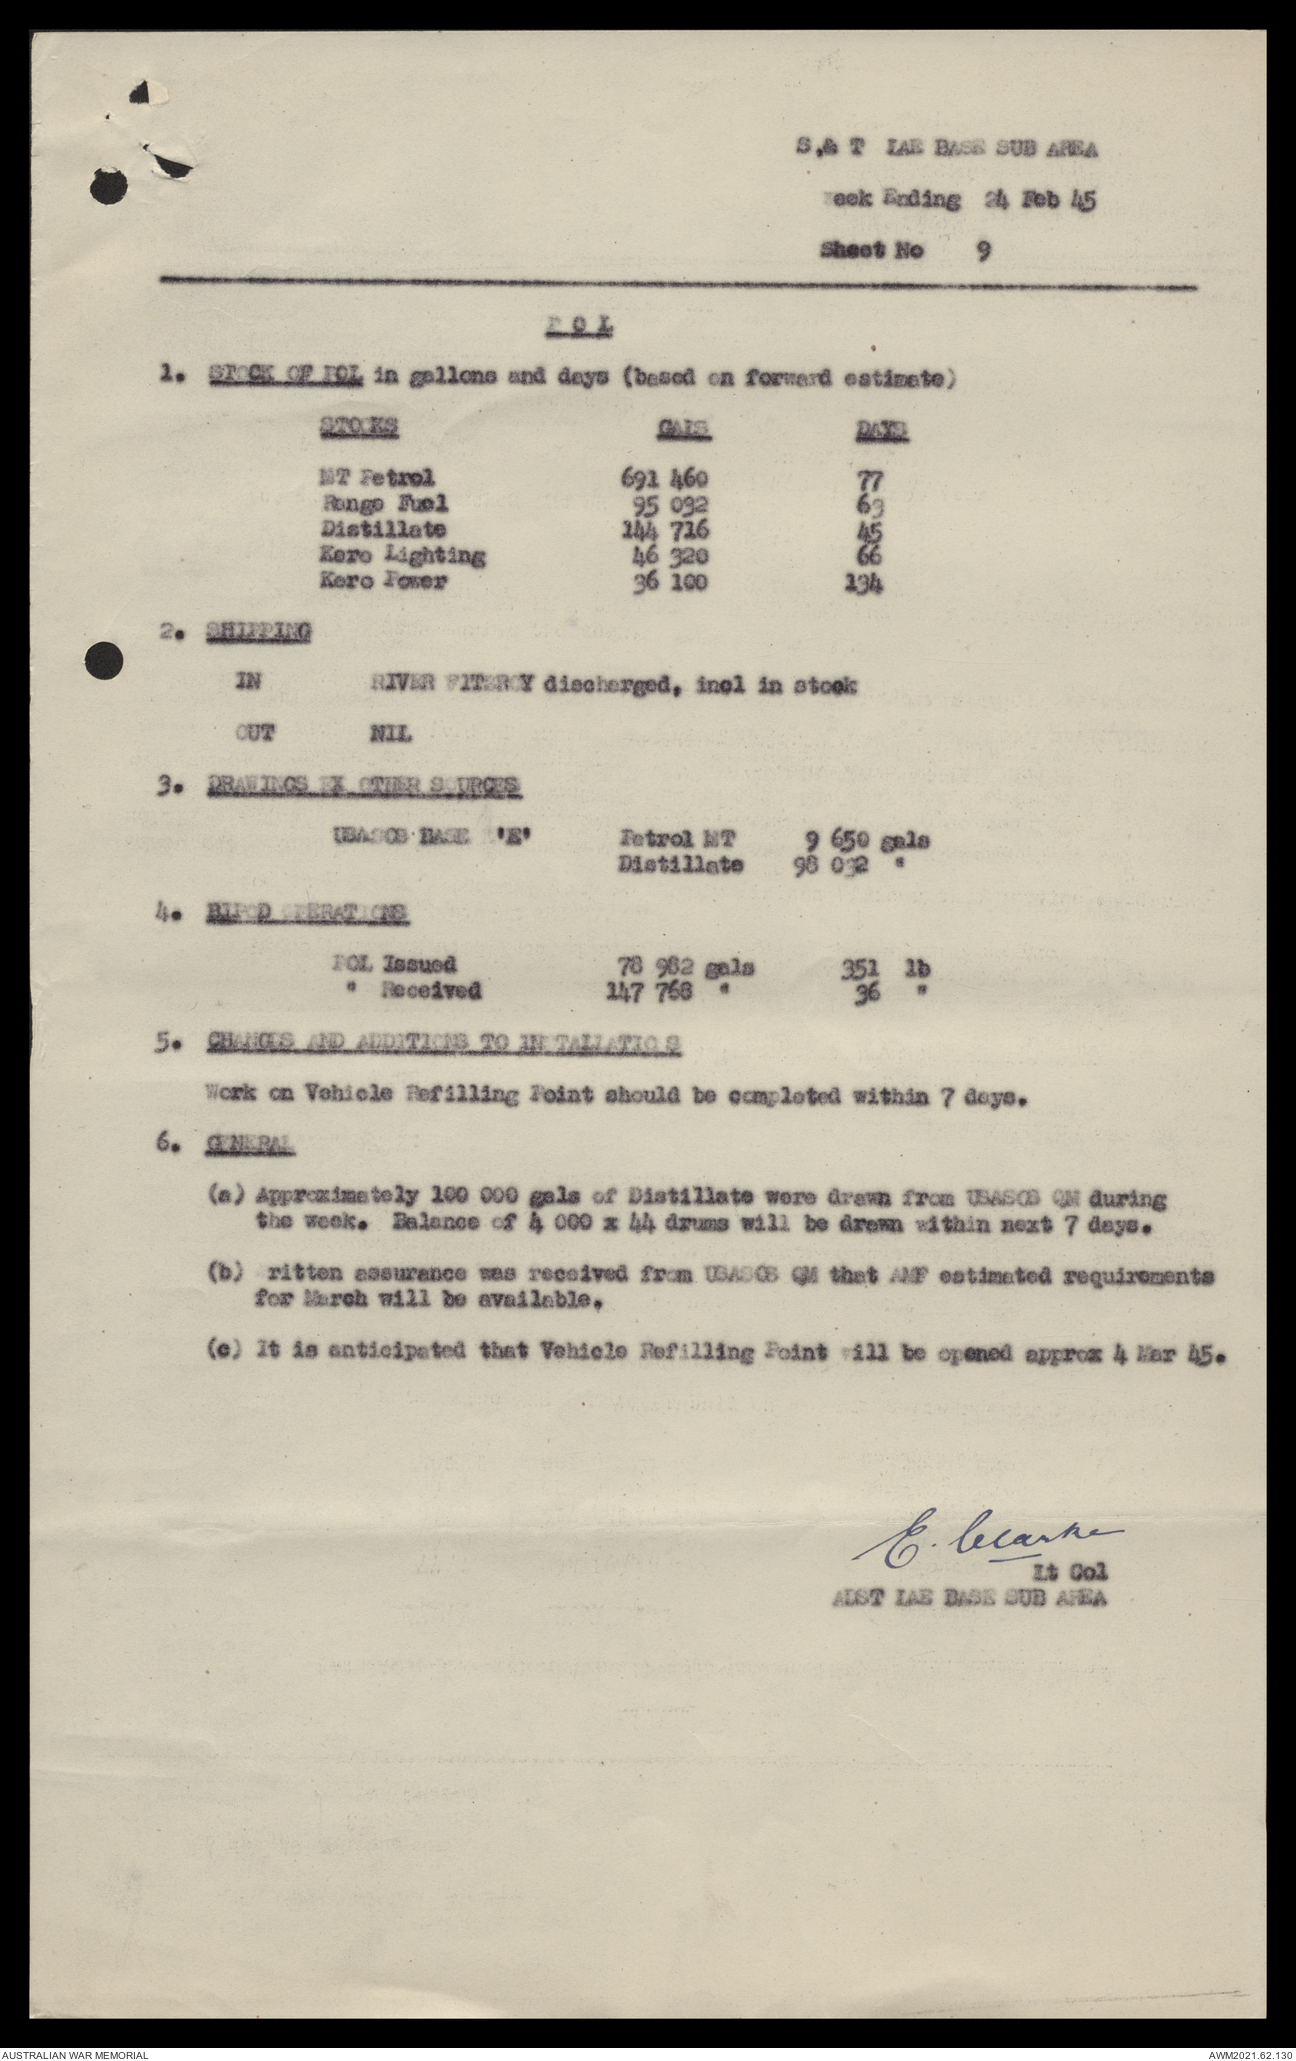 S.& T LAE BASE SUB AREA
Week Ending 24 Feb 45
Sheet No 9
P O L
1. STOCK OF POL in gallons and days (based on forward estimate)
STOCKS GALS DAYS
MT Petrol 691 460 77
Range Fuel 95 032 63
Distillate 144 716 45
Kero Lighting 46 320 66
Kero Power 36 100 134
2. SHIPPING
IN RIVER FITZROY discharged, incl in stock
OUT NIL
3. DRAWINGS EX OTHER SOURCES
USASOS BASE 'E' Petrol MT 9 650 gals
Distillate 98 032 "
4. BIPOD OPERATIONS
POL Issued 78 982 gals 351 lb
" Received 147 768 " 36 "
5. CHANGES AND ADDITIONS TO INSTALLATIO S
Work on Vehicle Refilling Point should be completed within 7 days.
6. GENERAL
(a) Approximately 100 000 gals of Distillate were drawn from USASOS QM during
the week. Balance of 4 000 x 44 drums will be drawn within next 7 days.
(b) ritten assurance was received from USASOS QM that AMF estimated requirements
for March will be available.
(c) It is anticipated that Vehicle Refilling Point will be opened approx 4 Mar 45.
E. Clarke
Lt Col
ADST LAE BASE SUB AREA
AUSTRALIAN WAR MEMORIAL
AWM2021.62.130